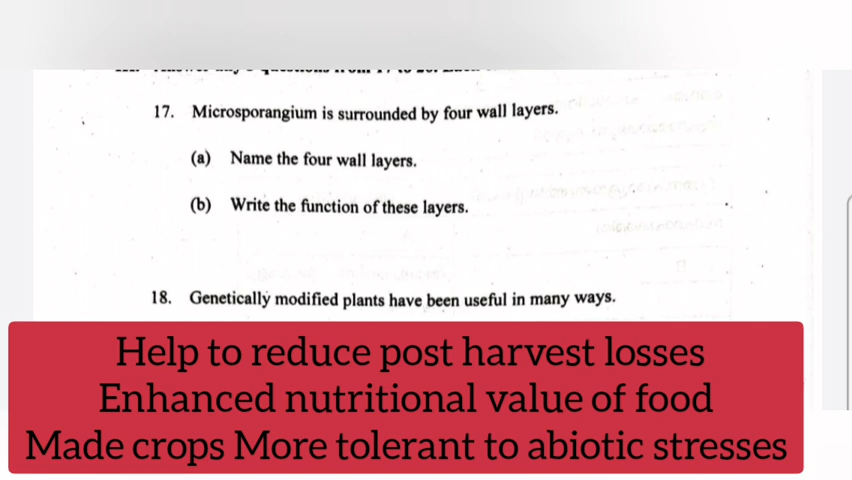 17. Microsporangium is surrounded by four wall layers.
(a) Name the four wall layers.
(b) Write the function of these layers.
18. Genetically modified plants have been useful in many ways.
Help to reduce post harvest losses
Enhanced nutritional value of food
Made crops More tolerant to abiotic stresses